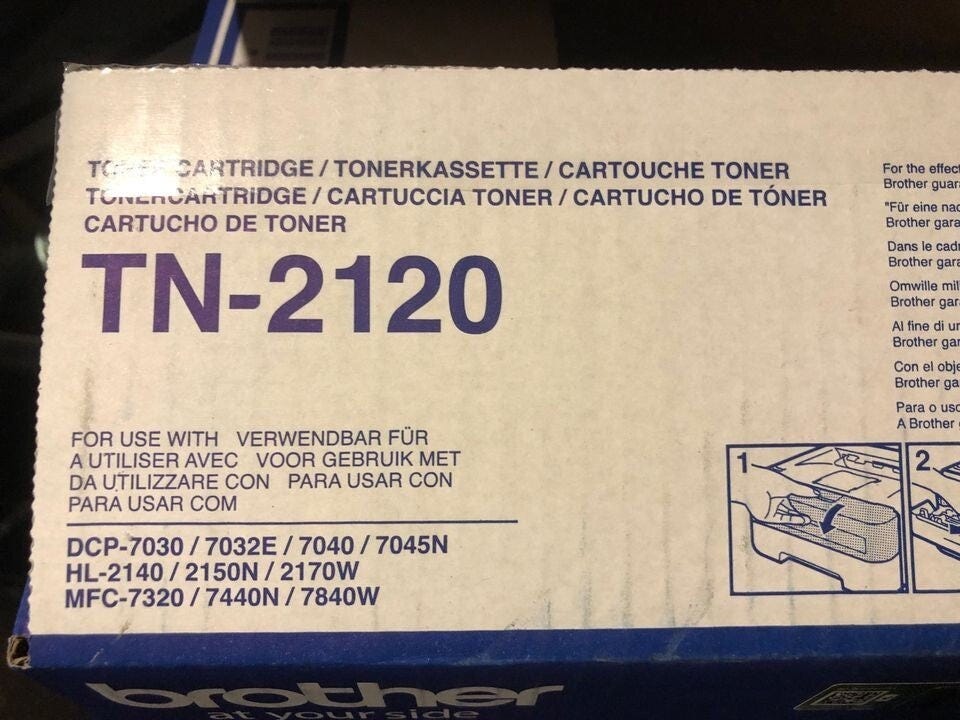 TONER CARTRIDGE / TONERKASSETTE / CARTOUCHE TONER
TONERCARTRIDGE / CARTUCCIA TONER / CARTUCHO DE TÓNER
CARTUCHO DE TONER
TN-2120
FOR USE WITH VERWENDBAR FÜR
A UTILISER AVEC VOOR GEBRUIK MET
DA UTILIZZARE CON PARA USAR CON
PARA USAR COM
DCP-7030 / 7032E / 7040 / 7045N
HL-2140 / 2150N / 2170W
MFC-7320 / 7440N / 7840W
For the effect
Brother guar
"Für eine nac
Brother gara
Dans le cadr
Brother gara
Omwille mil
Brother gar
Al fine di un
Brother gar
Con el obje
Brother ga
Para o uso
A Brother
1
2
brother
at your side